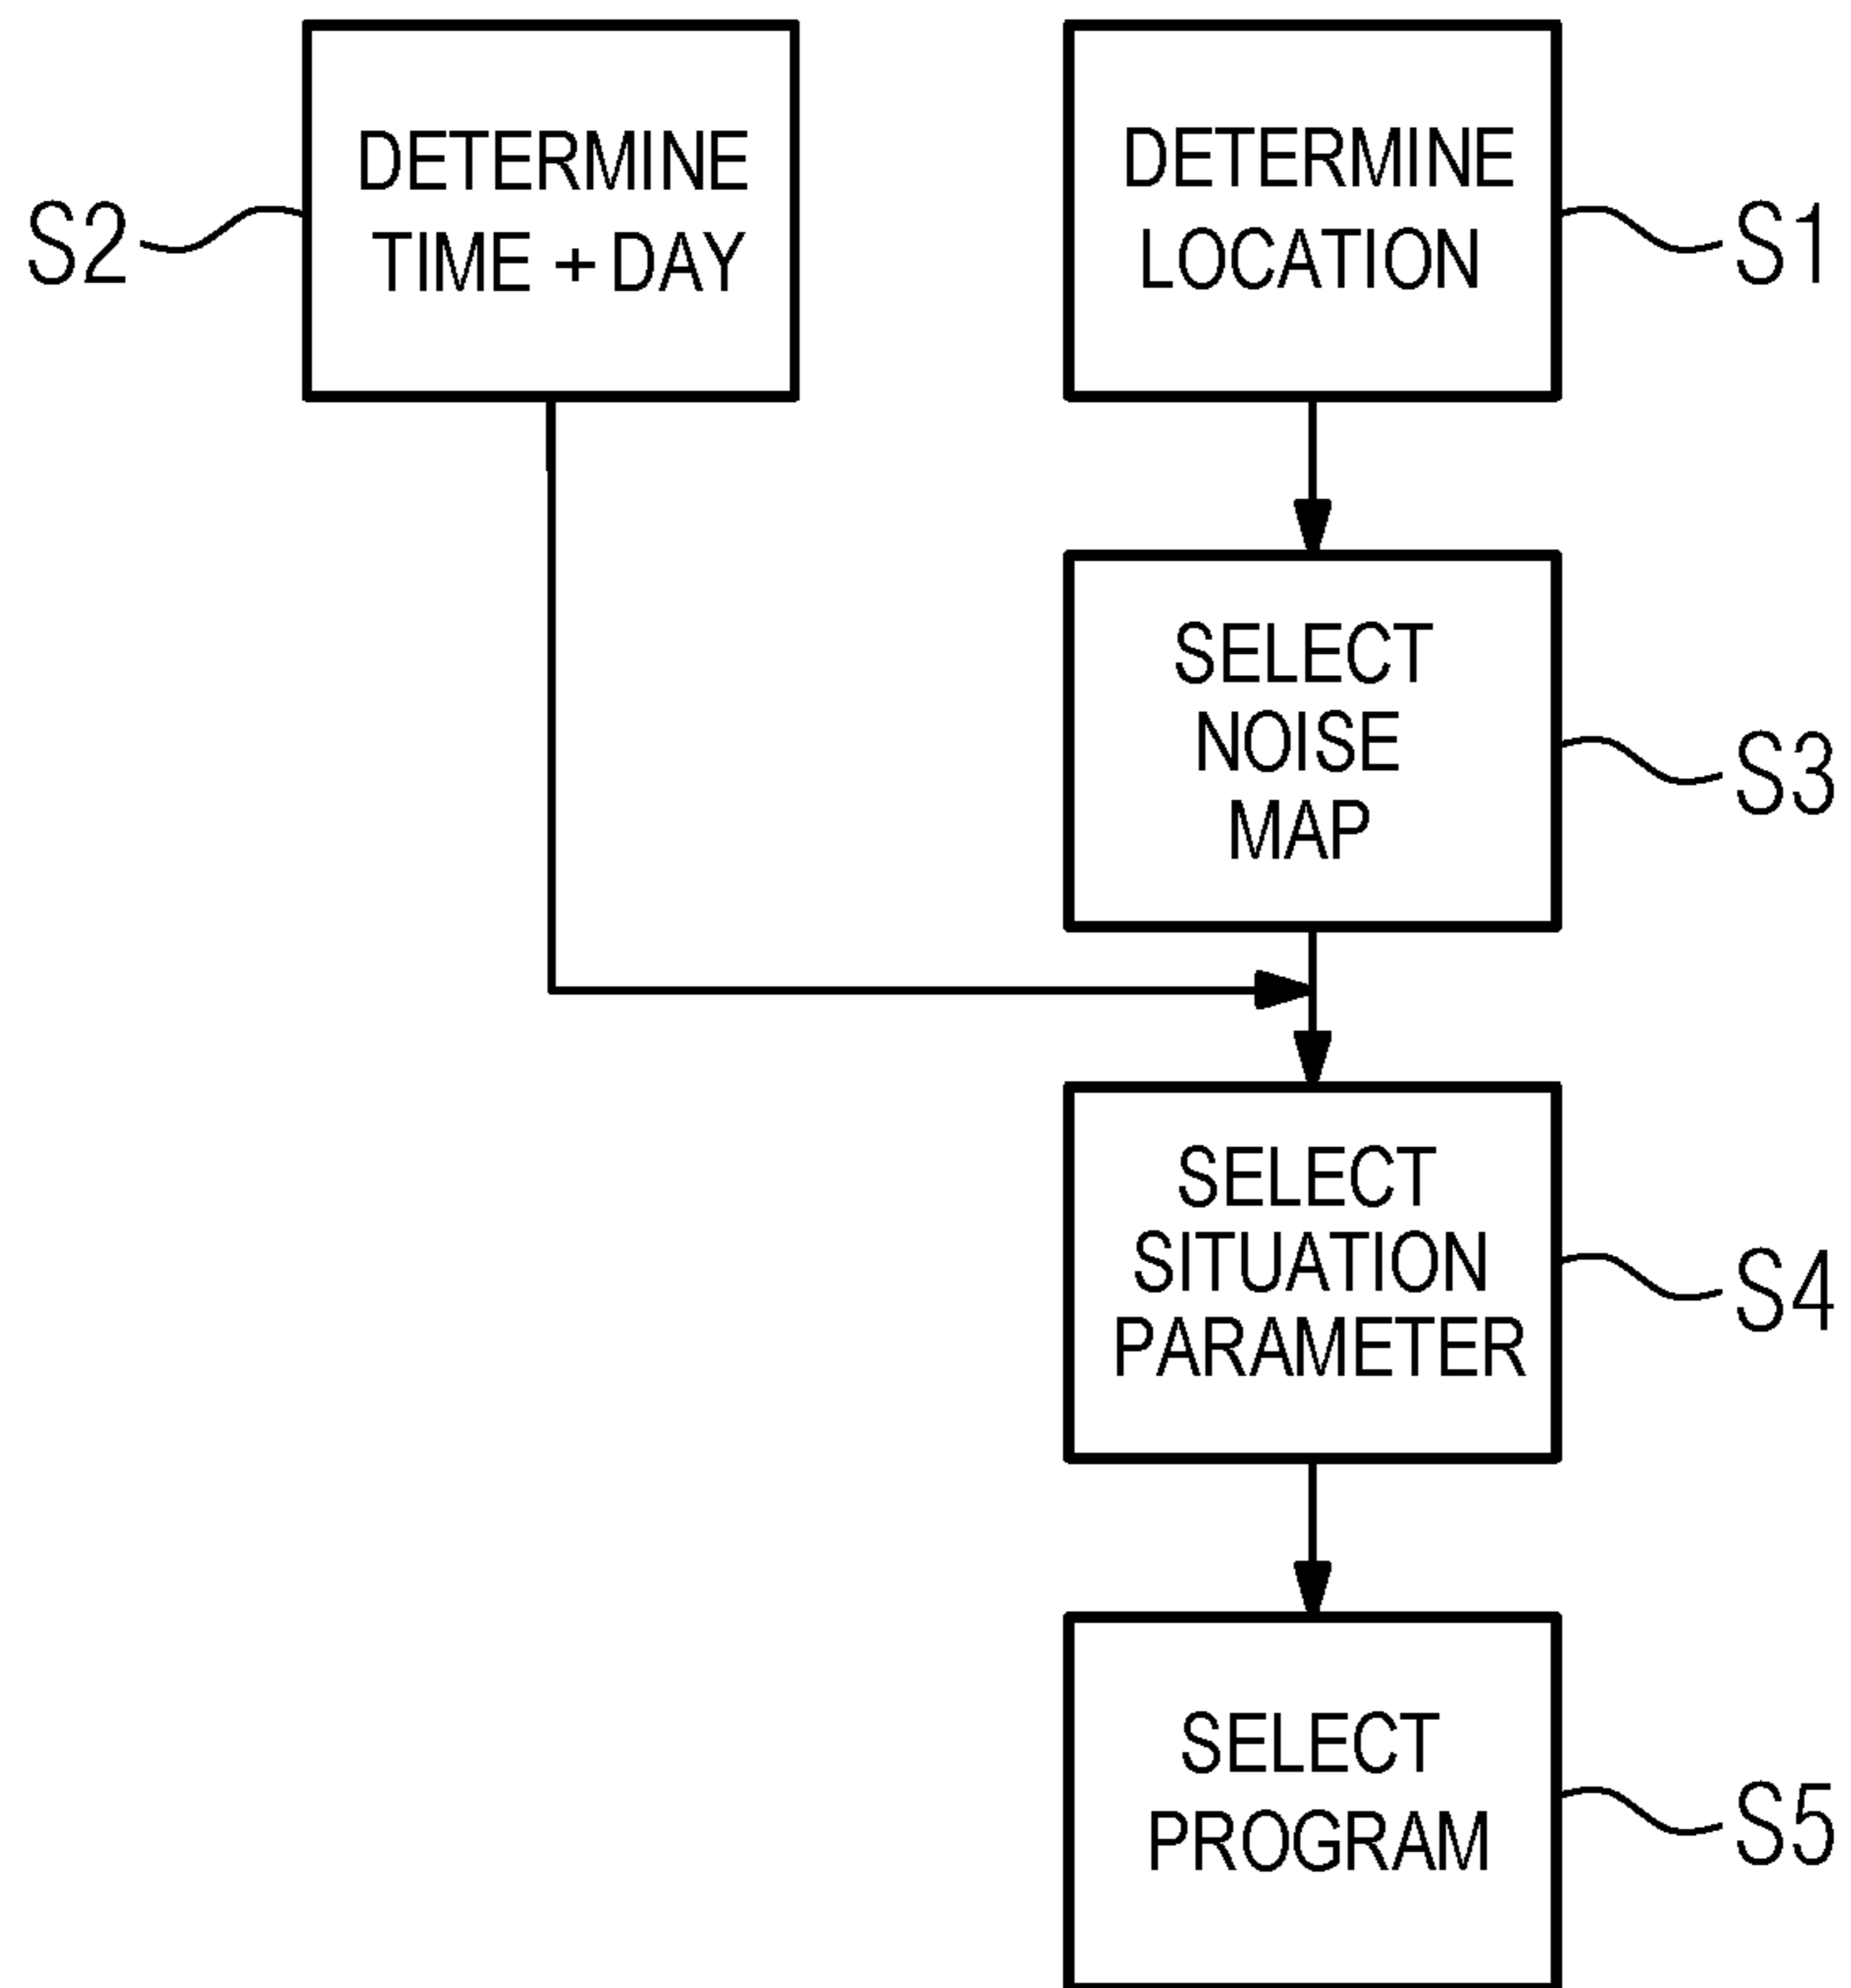 S2
DETERMINE
TIME + DAY
DETERMINE
LOCATION
S1
SELECT
NOISE
MAP
S3
SELECT
SITUATION
PARAMETER
S4
SELECT
PROGRAM
S5